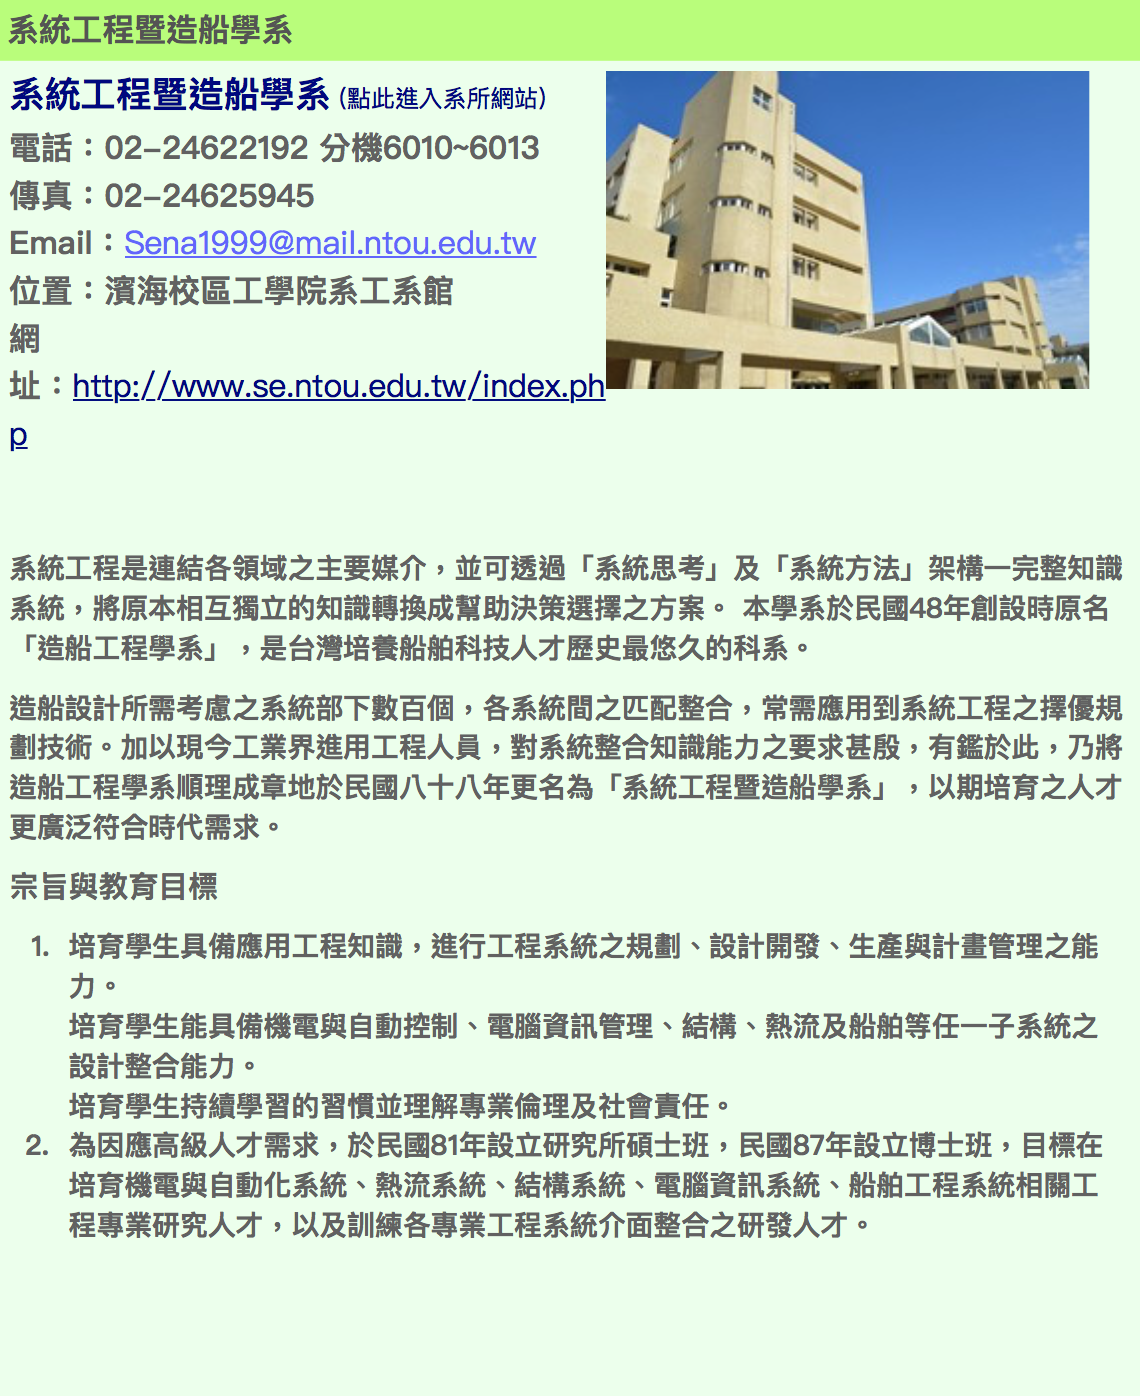 系統工程暨造船學系
系統工程暨造船學系 (點此進入系所網站)
電話：02-24622192 分機6010~6013
傳真：02-24625945
Email：Sena1999@mail.ntou.edu.tw
位置：濱海校區工學院系工系館
網
址：http://www.se.ntou.edu.tw/index.ph
p
系統工程是連結各領域之主要媒介，並可透過「系統思考」及「系統方法」架構一完整知識
系統，將原本相互獨立的知識轉換成幫助決策選擇之方案。 本學系於民國48年創設時原名
「造船工程學系」，是台灣培養船舶科技人才歷史最悠久的科系。
造船設計所需考慮之系統部下數百個，各系統間之匹配整合，常需應用到系統工程之擇優規
劃技術。加以現今工業界進用工程人員，對系統整合知識能力之要求甚殷，有鑑於此，乃將
造船工程學系順理成章地於民國八十八年更名為「系統工程暨造船學系」，以期培育之人才
更廣泛符合時代需求。
宗旨與教育目標
1. 培育學生具備應用工程知識，進行工程系統之規劃、設計開發、生產與計畫管理之能
力。
培育學生能具備機電與自動控制、電腦資訊管理、結構、熱流及船舶等任一子系統之
設計整合能力。
培育學生持續學習的習慣並理解專業倫理及社會責任。
2. 為因應高級人才需求，於民國81年設立研究所碩士班，民國87年設立博士班，目標在
培育機電與自動化系統、熱流系統、結構系統、電腦資訊系統、船舶工程系統相關工
程專業研究人才，以及訓練各專業工程系統介面整合之研發人才。